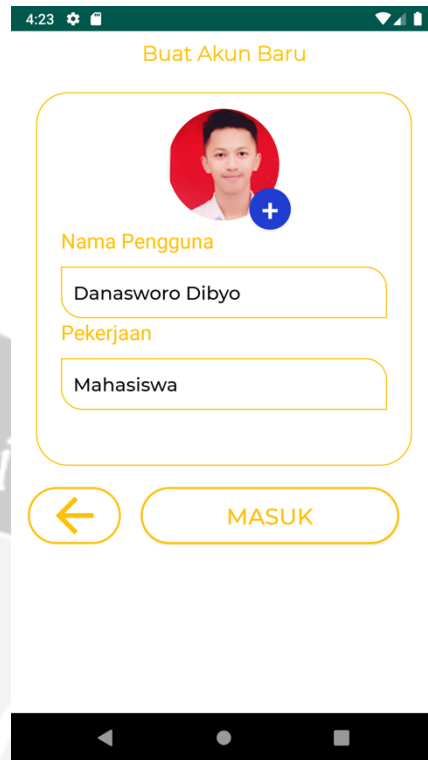 4:23
Buat Akun Baru
+
Nama Pengguna
Danasworo Dibyo
Pekerjaan
Mahasiswa
MASUK